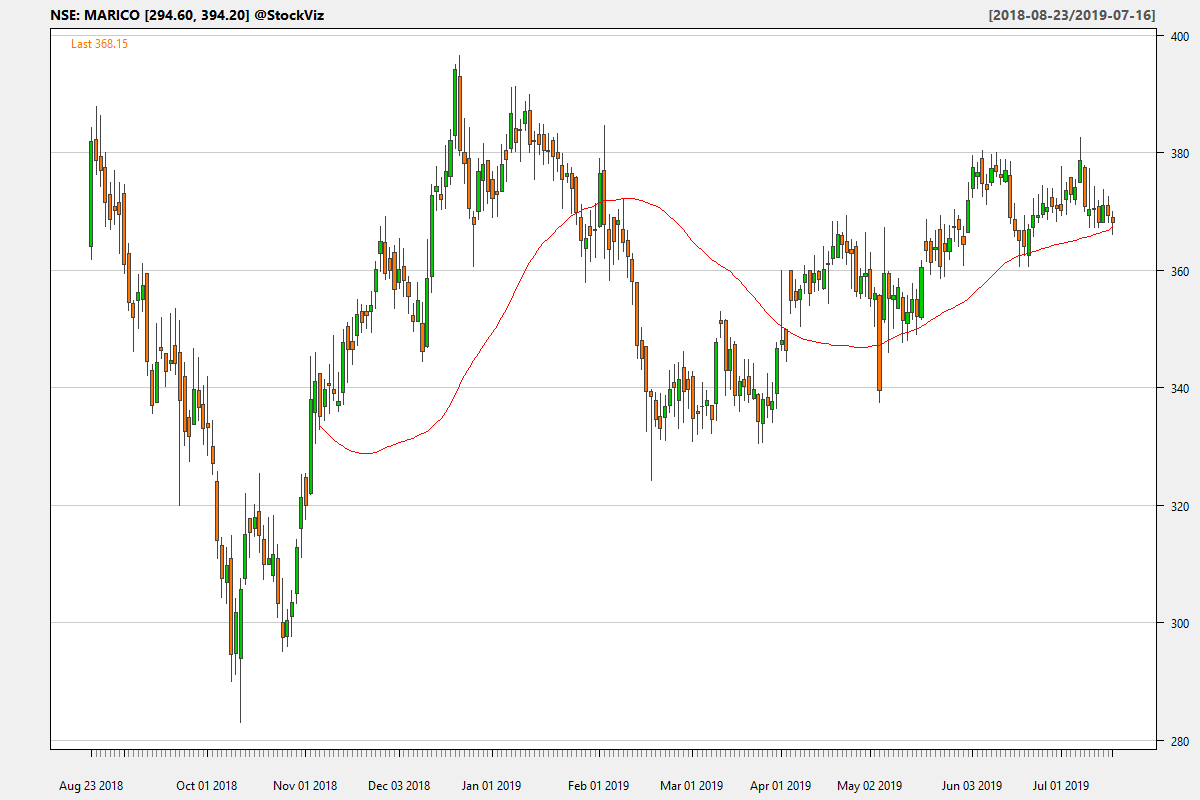 NSE: MARICO [294.60, 394.20] @StockViz [2018-08-23/2019-07-16]
Last 368.15
400
380
360
340
320
300
280
Aug 23 2018 Oct 01 2018 Nov 01 2018 Dec 03 2018 Jan 01 2019 Feb 01 2019 Mar 01 2019 Apr 01 2019 May 02 2019 Jun 03 2019 Jul 01 2019